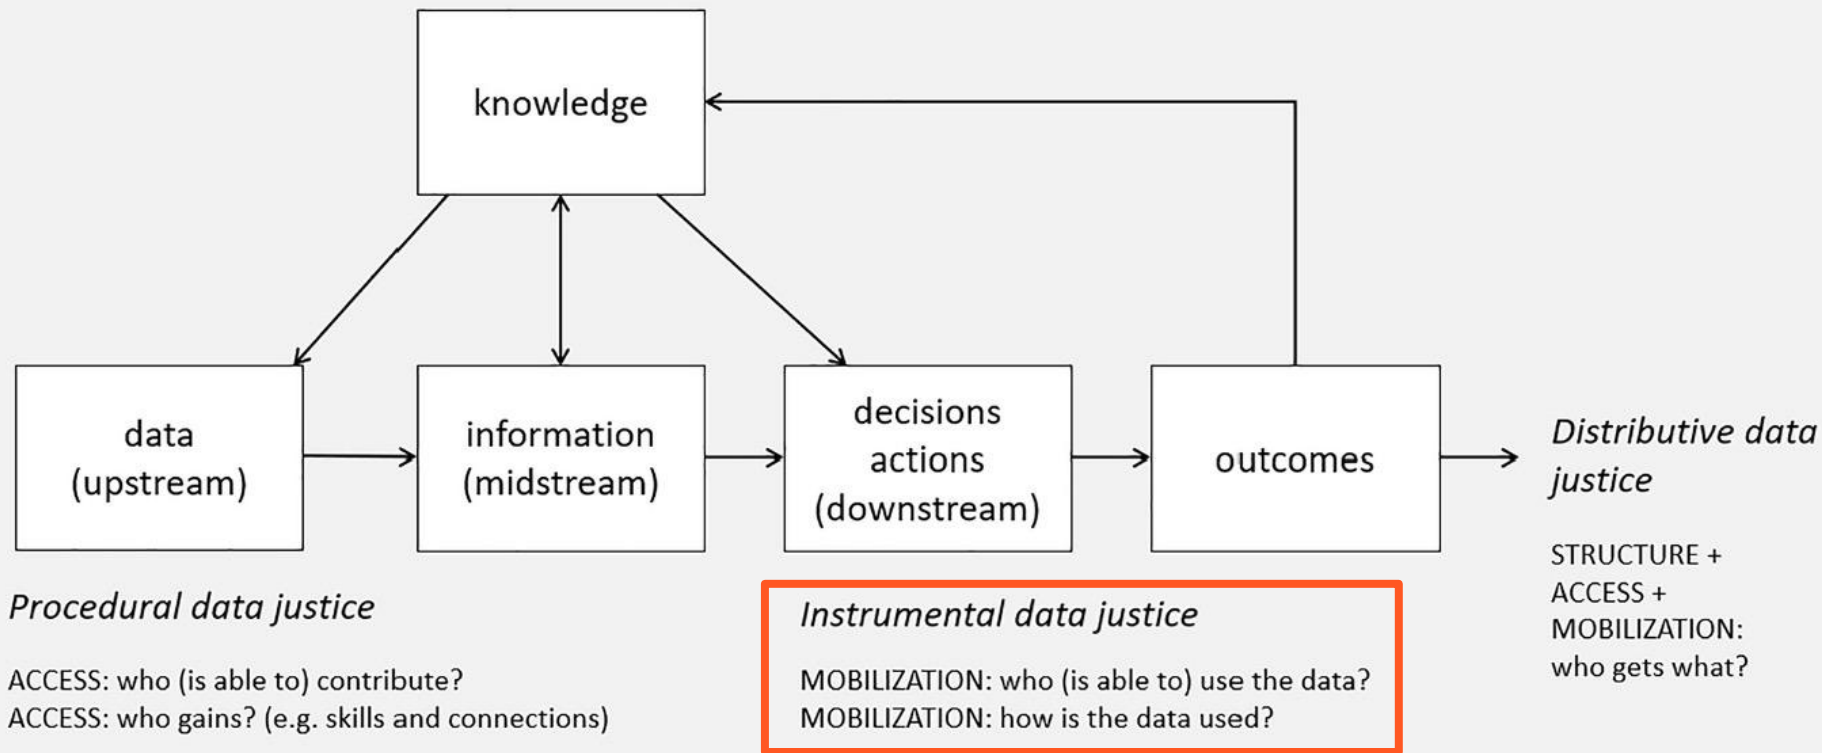 knowledge
data
(upstream)
information
(midstream)
decisions
actions
(downstream)
outcomes
Distributive data
justice
STRUCTURE +
ACCESS +
MOBILIZATION:
who gets what?
Procedural data justice
ACCESS: who (is able to) contribute?
ACCESS: who gains? (e.g. skills and connections)
Instrumental data justice
MOBILIZATION: who (is able to) use the data?
MOBILIZATION: how is the data used?